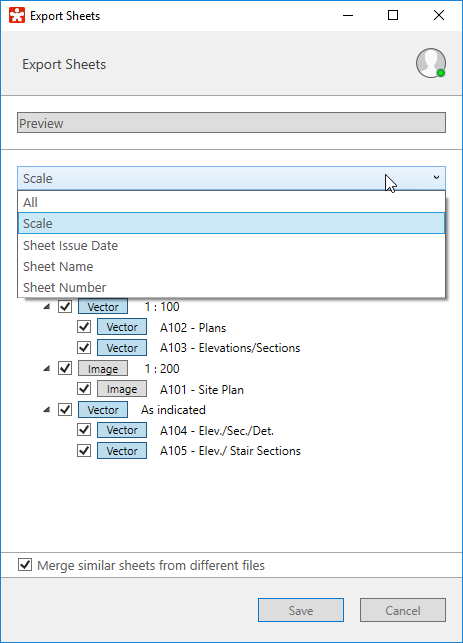 Export Sheets
Export Sheets
Preview
Scale
All
Scale
Sheet Issue Date
Sheet Name
Sheet Number
Vector 1 : 100
Vector A102 - Plans
Vector A103 - Elevations/Sections
Image 1 : 200
Image A101 - Site Plan
Vector As indicated
Vector A104 - Elev./Sec./Det.
Vector A105 - Elev./ Stair Sections
Merge similar sheets from different files
Save Cancel